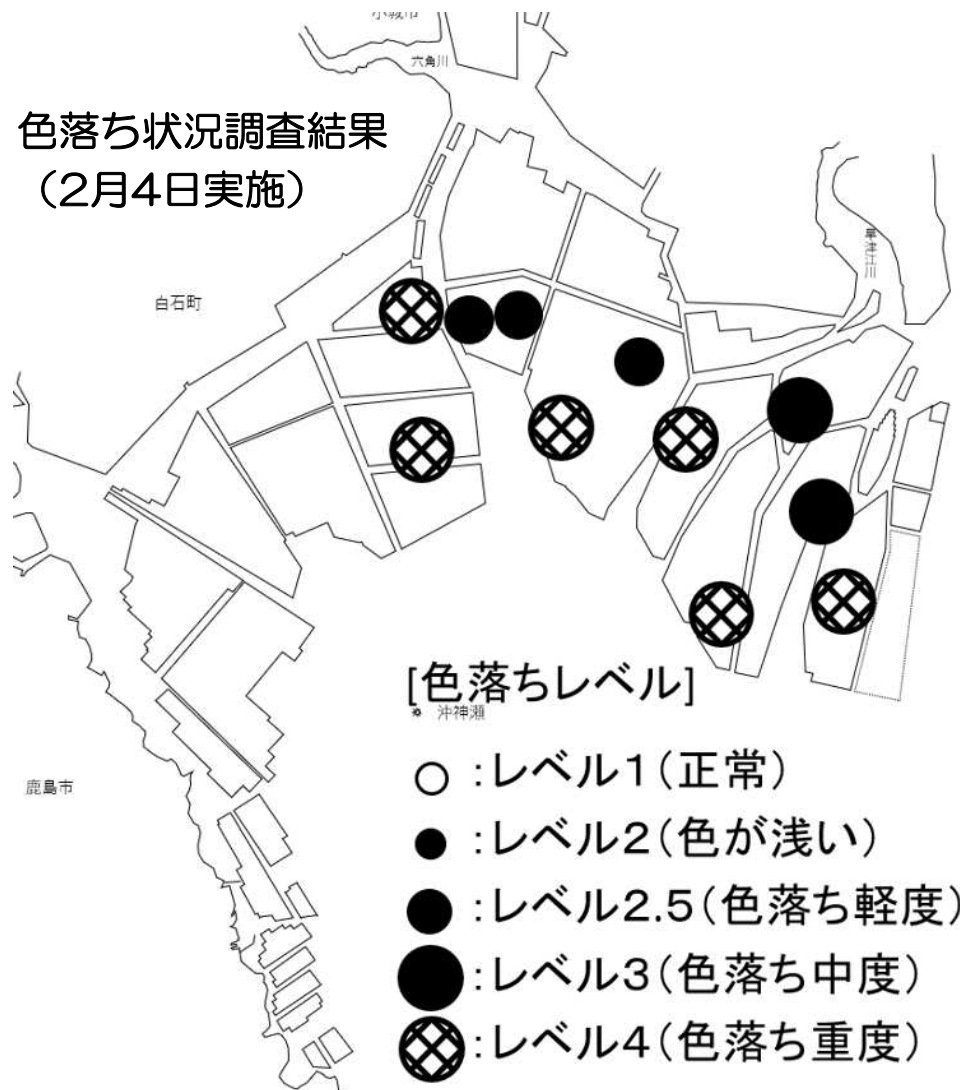 小城市
六角川
色落ち状況調査結果
(2月4日実施)
早津江川
白石町
[色落ちレベル]
沖神瀬
:レベル1(正常)
鹿島市
:レベル2(色が浅い)
:レベル2.5(色落ち軽度)
:レベル3(色落ち中度)
:レベル4(色落ち重度)